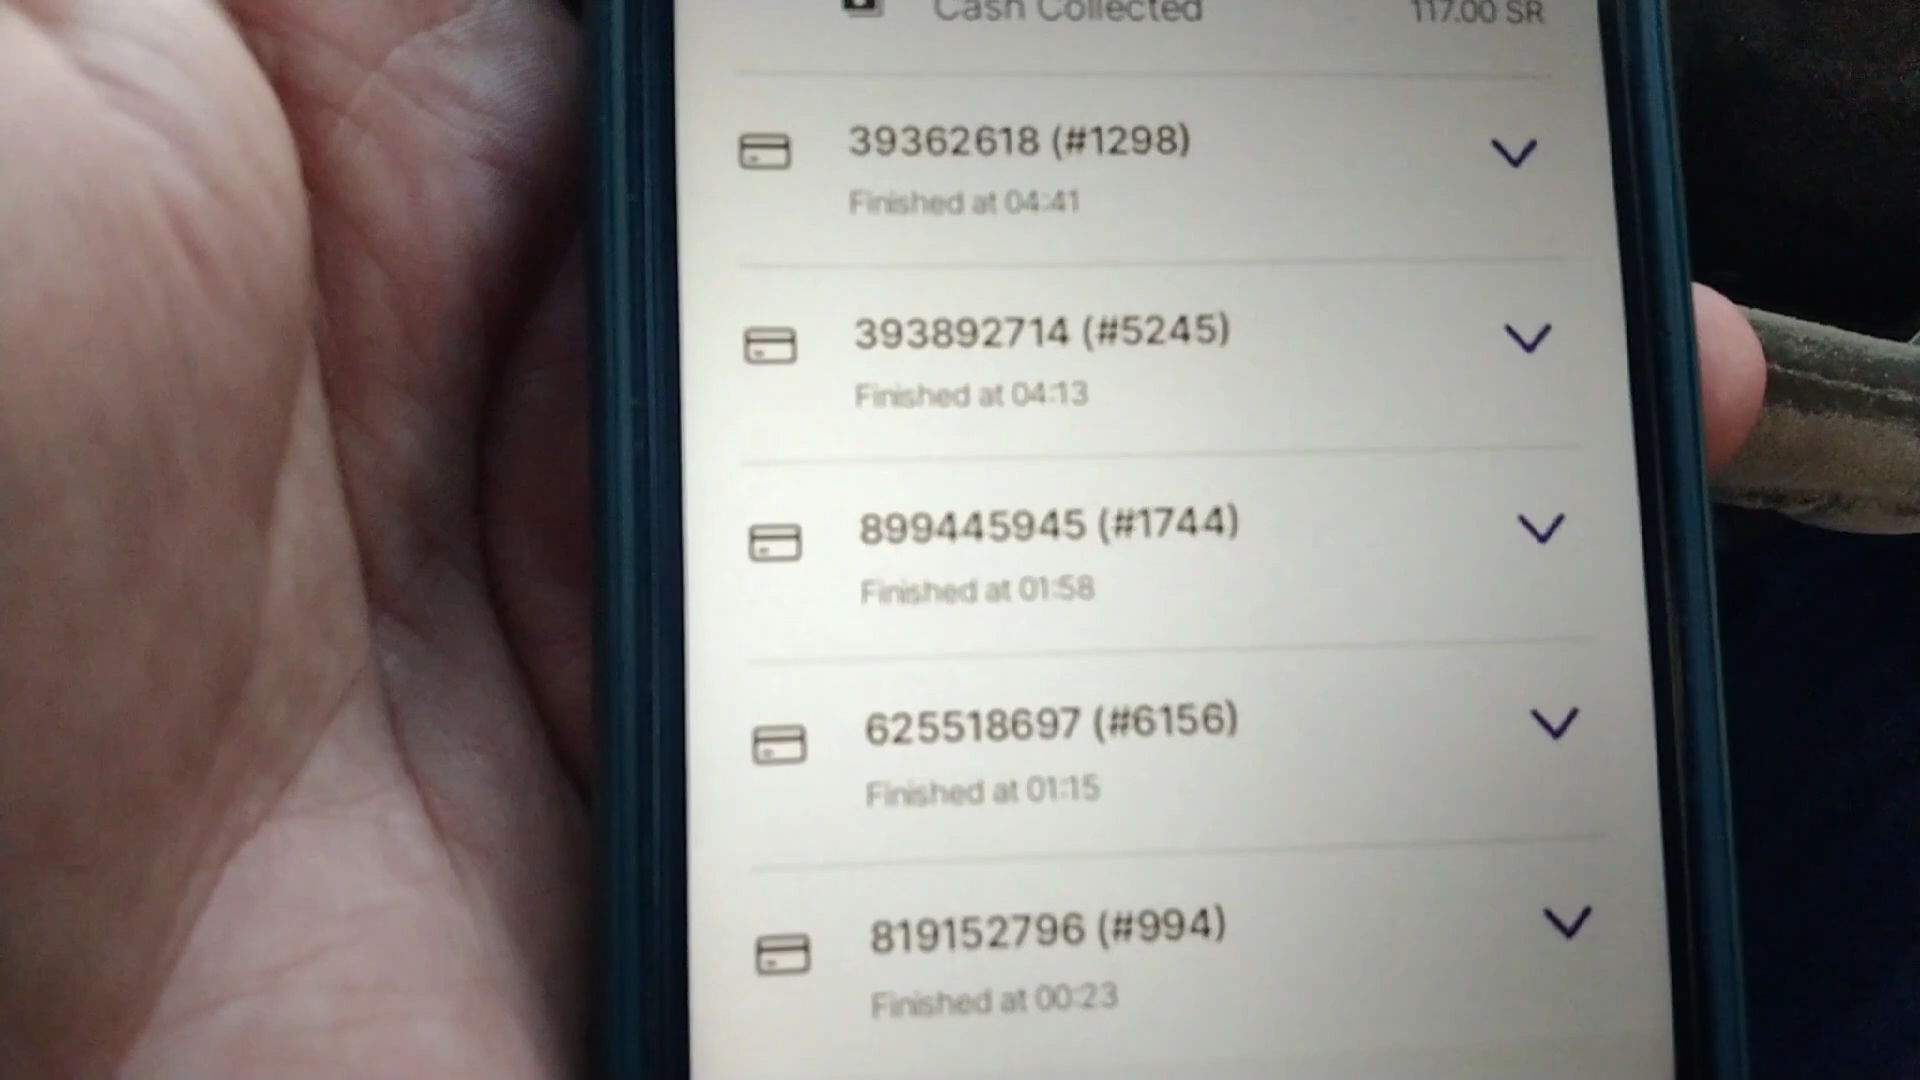 Cash Collected 117.00 SR
39362618 (#1298)
Finished at 04:41
393892714 (#5245)
Finished at 04:13
899445945 (#1744)
Finished at 01:58
625518697 (#6156)
Finished at 01:15
819152796 (#994)
Finished at 00:23